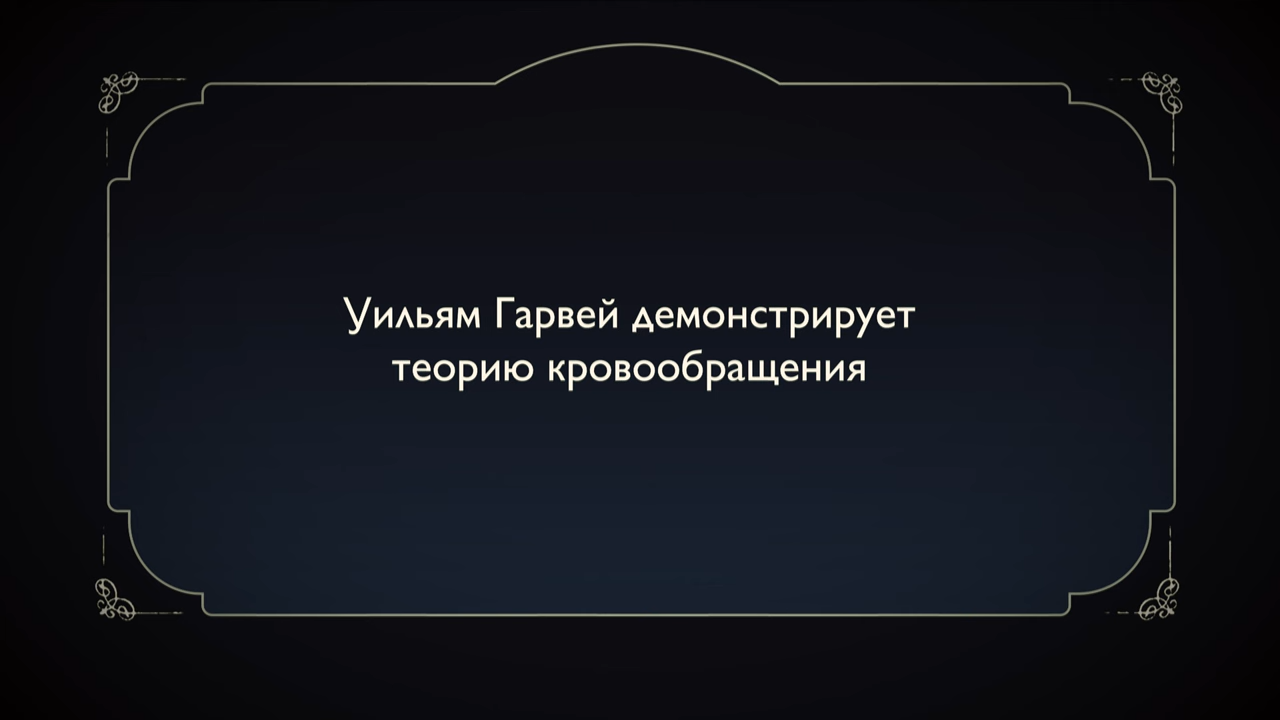 Уильям Гарвей демонстрирует
теорию кровообращения